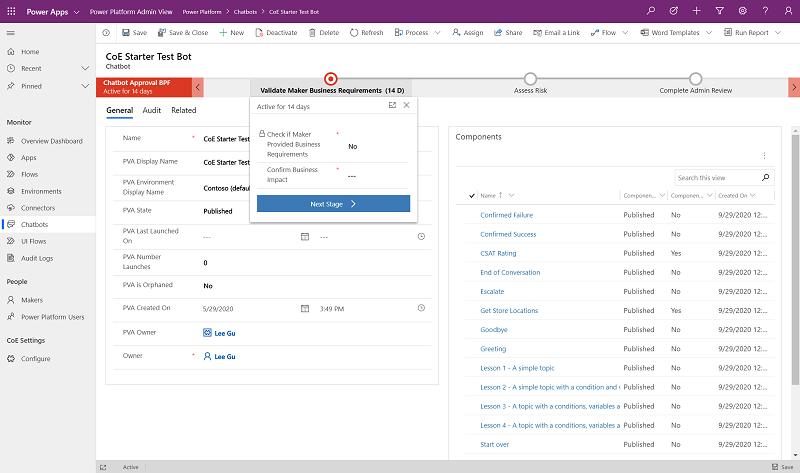 Power Apps Power Platform Admin View Power Platform > Chatbots > CoE Starter Test Bot
Save Save & Close New Deactivate Delete Refresh Process Assign Share Email a Link Flow Word Templates Run Report
Home
Recent
Pinned
Monitor
Overview Dashboard
Apps
Flows
Environments
Connectors
Chatbots
UI Flows
Audit Logs
People
Makers
Power Platform Users
CoE Settings
Configure
CoE Starter Test Bot
Chatbot
Chatbot Approval BPF
Active for 14 days
Validate Maker Business Requirements (14 D)
Assess Risk
Complete Admin Review
General Audit Related
Active for 14 days
Check if Maker
Provided Business
Requirements
* No
Confirm Business
Impact
* ---
Next Stage
Name * CoE Starter Test
PVA Display Name CoE Starter Test
PVA Environment
Display Name
Contoso (defau
PVA State Published
PVA Last Launched
On
--- ---
PVA Number
Launches
0
PVA is Orphaned No
PVA Created On 5/29/2020 3:49 PM
PVA Owner Lee Gu
Owner * Lee Gu
Components
Search this view
Name ↑ Componen... Componen... Created On
Confirmed Failure Published No 9/29/2020 12:...
Confirmed Success Published No 9/29/2020 12:...
CSAT Rating Published Yes 9/29/2020 12:...
End of Conversation Published No 9/29/2020 12:...
Escalate Published No 9/29/2020 12:...
Get Store Locations Published Yes 9/29/2020 12:...
Goodbye Published No 9/29/2020 12:...
Greeting Published No 9/29/2020 12:...
Lesson 1 - A simple topic Published No 9/29/2020 12:...
Lesson 2 - A simple topic with a condition and Published No 9/29/2020 12:...
Lesson 3 - A topic with a conditions, variables a Published No 9/29/2020 12:...
Lesson 4 - A topic with a conditions, variables a Published No 9/29/2020 12:...
Start over Published No 9/29/2020 12:...
Active Save